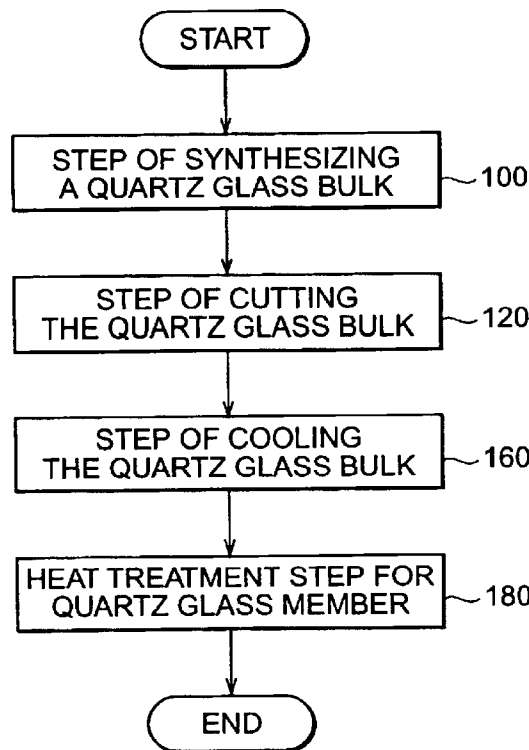 START
STEP OF SYNTHESIZING
A QUARTZ GLASS BULK
100
STEP OF CUTTING
THE QUARTZ GLASS BULK
120
STEP OF COOLING
THE QUARTZ GLASS BULK
160
HEAT TREATMENT STEP FOR
QUARTZ GLASS MEMBER
180
END